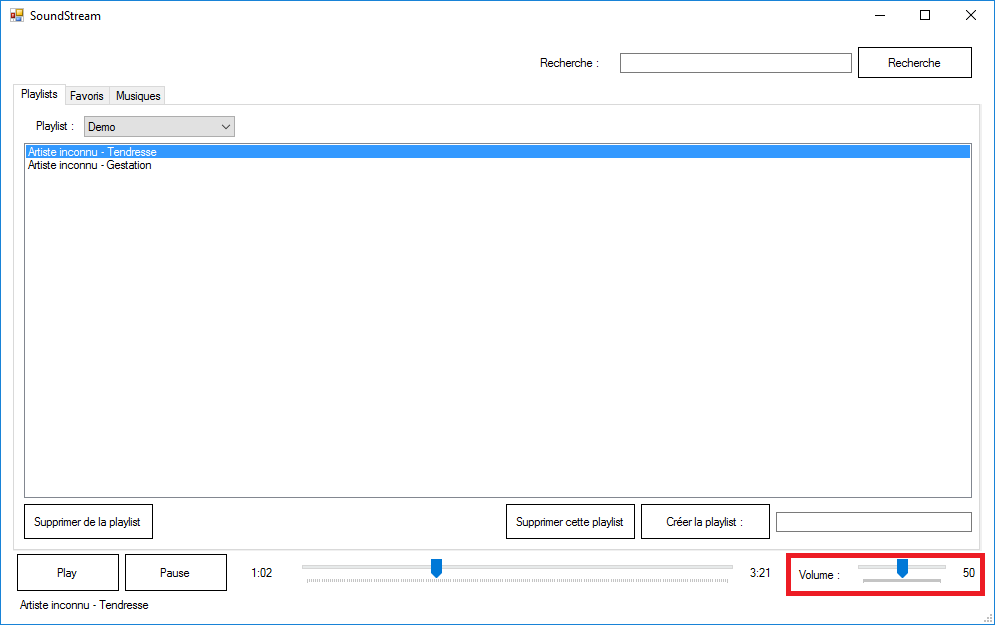 SoundStream
Recherche :
Recherche
Playlists Favoris Musiques
Playlist : Demo
Artiste inconnu - Tendresse
Artiste inconnu - Gestation
Supprimer de la playlist Supprimer cette playlist Créer la playlist :
Play Pause 1:02 3:21 Volume : 50
Artiste inconnu - Tendresse